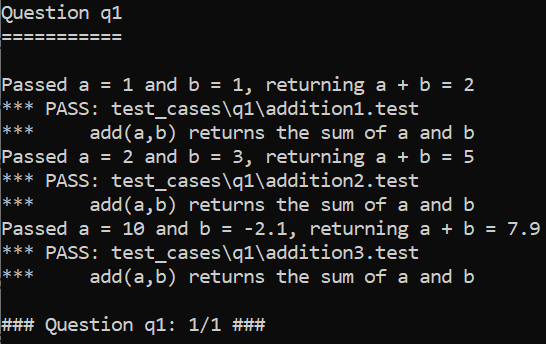 Question q1
===========
Passed a = 1 and b = 1, returning a + b = 2
*** PASS: test_cases\q1\addition1.test
***     add(a,b) returns the sum of a and b
Passed a = 2 and b = 3, returning a + b = 5
*** PASS: test_cases\q1\addition2.test
***     add(a,b) returns the sum of a and b
Passed a = 10 and b = -2.1, returning a + b = 7.9
*** PASS: test_cases\q1\addition3.test
***     add(a,b) returns the sum of a and b
### Question q1: 1/1 ###